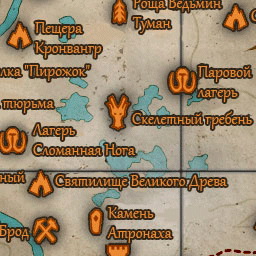 Роща Ведьмин
Туман
Пещера
Кронвангр
лка "Пирожок"
Паровой
лагерь
тюрьма
Скелетный гребень
Лагерь
Сломанная Нога
ный
Святилище Великого Древа
Камень
Атронаха
Брод